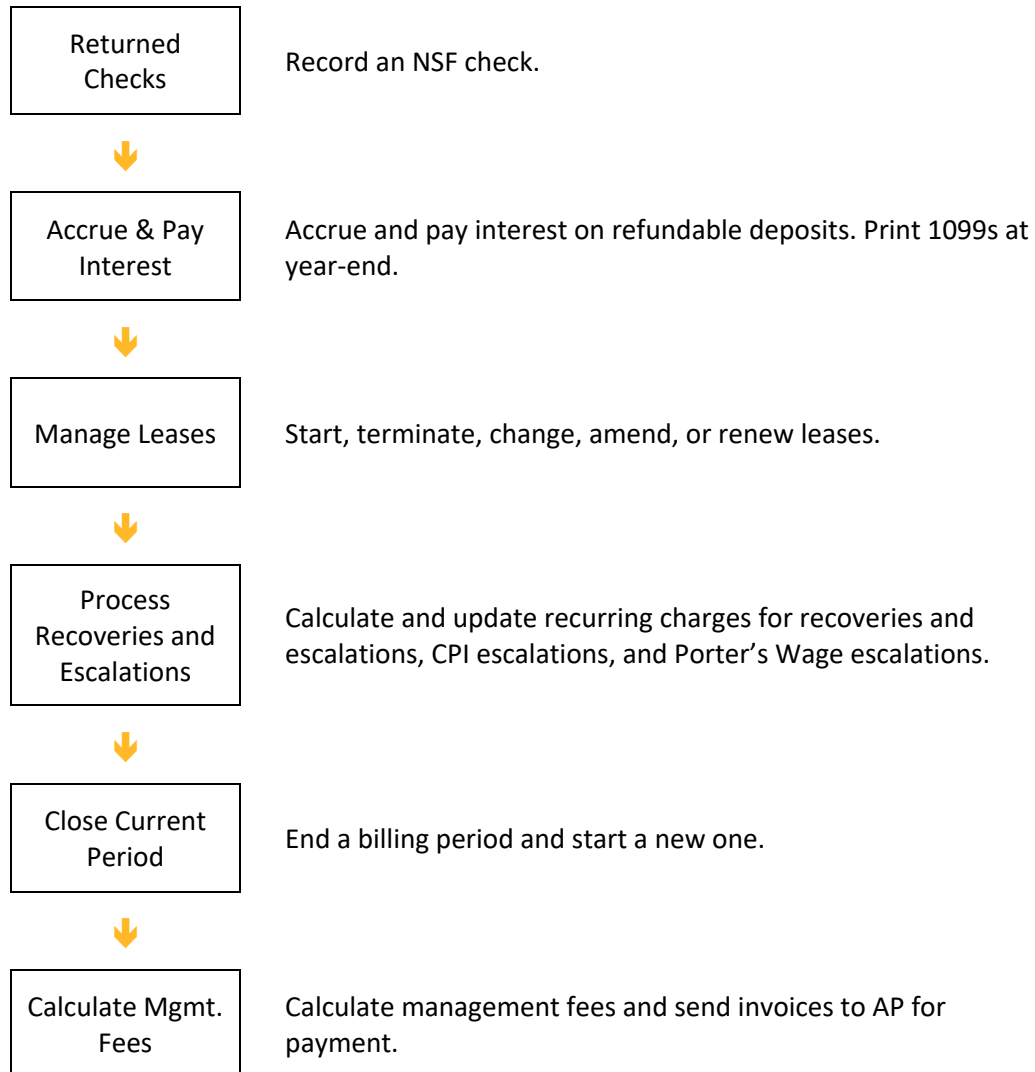 Returned
Checks
Record an NSF check.
Accrue & Pay
Interest
Accrue and pay interest on refundable deposits. Print 1099s at
year-end.
Manage Leases
Start, terminate, change, amend, or renew leases.
Process
Recoveries and
Escalations
Calculate and update recurring charges for recoveries and
escalations, CPI escalations, and Porter’s Wage escalations.
Close Current
Period
End a billing period and start a new one.
Calculate Mgmt.
Fees
Calculate management fees and send invoices to AP for
payment.